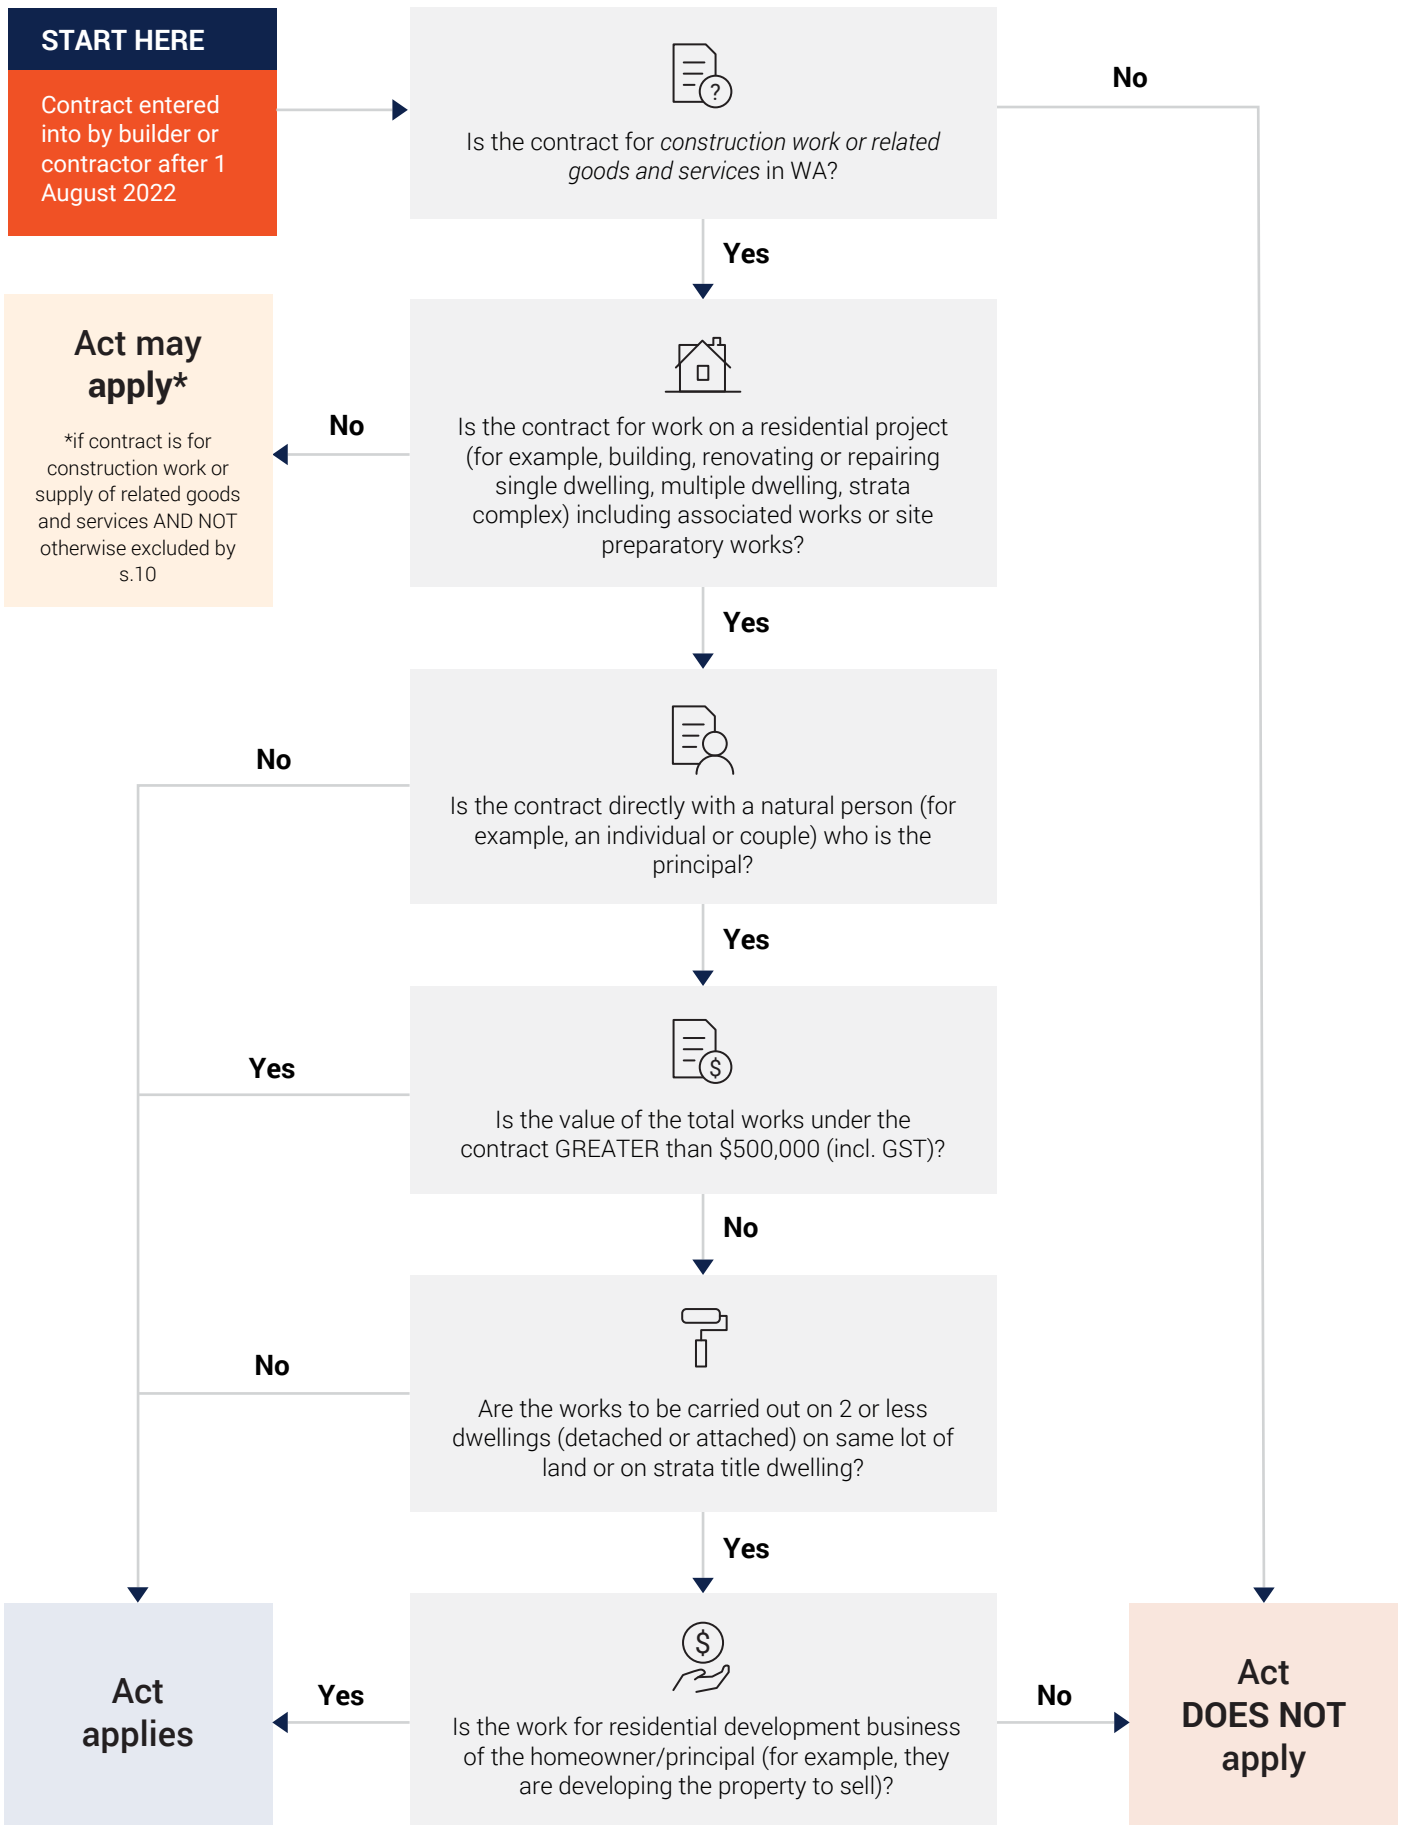 START HERE
Contract entered
into by builder or
contractor after 1
August 2022
?
Is the contract for construction work or related
goods and services in WA?
No
Yes
Act may
apply*
*if contract is for
construction work or
supply of related goods
and services AND NOT
otherwise excluded by
s.10
No
Is the contract for work on a residential project
(for example, building, renovating or repairing
single dwelling, multiple dwelling, strata
complex) including associated works or site
preparatory works?
Yes
No
Is the contract directly with a natural person (for
example, an individual or couple) who is the
principal?
Yes
Yes
$
Is the value of the total works under the
contract GREATER than $500,000 (incl. GST)?
No
No
Are the works to be carried out on 2 or less
dwellings (detached or attached) on same lot of
land or on strata title dwelling?
Yes
Act
applies
Yes
$
Is the work for residential development business
of the homeowner/principal (for example, they
are developing the property to sell)?
No
Act
DOES NOT
apply